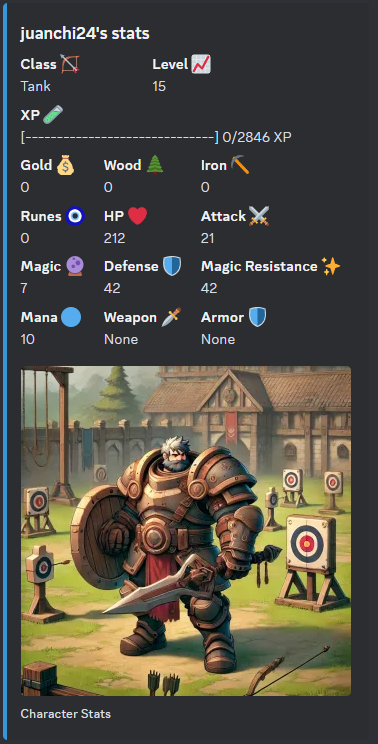 juanchi24's stats
Class 🏹 Level 📈
Tank 15
XP 🧪
[------------------------------] 0/2846 XP
Gold 💰 Wood 🌲 Iron ⛏️
0 0 0
Runes 🧿 HP ❤️ Attack ⚔️
0 212 21
Magic 🔮 Defense 🛡️ Magic Resistance ✨
7 42 42
Mana 🔵 Weapon 🗡️ Armor 🛡️
10 None None
Character Stats